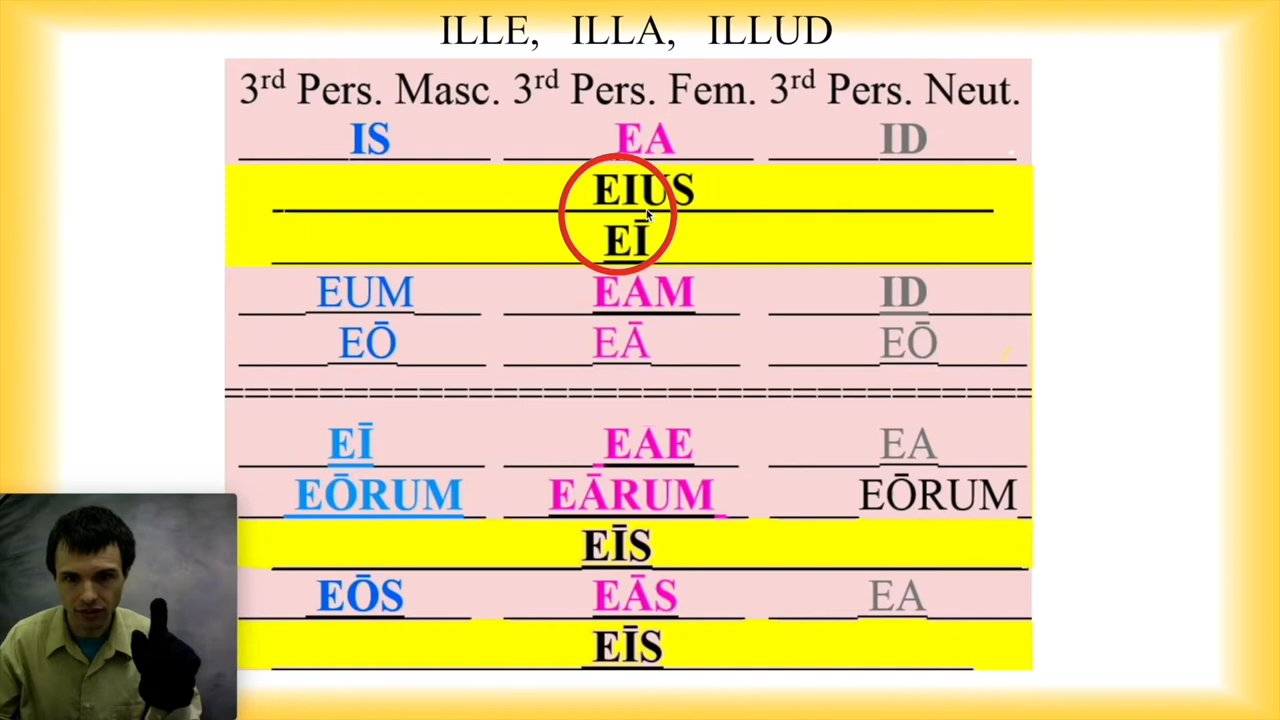 ILLE, ILLA, ILLUD
3rd Pers. Masc. 3rd Pers. Fem. 3rd Pers. Neut.
IS EA ID
EIUS
EĪ
EUM EAM ID
EŌ EĀ EŌ
EĪ EAE EA
EŌRUM EĀRUM EŌRUM
EĪS
EŌS EĀS EA
EĪS